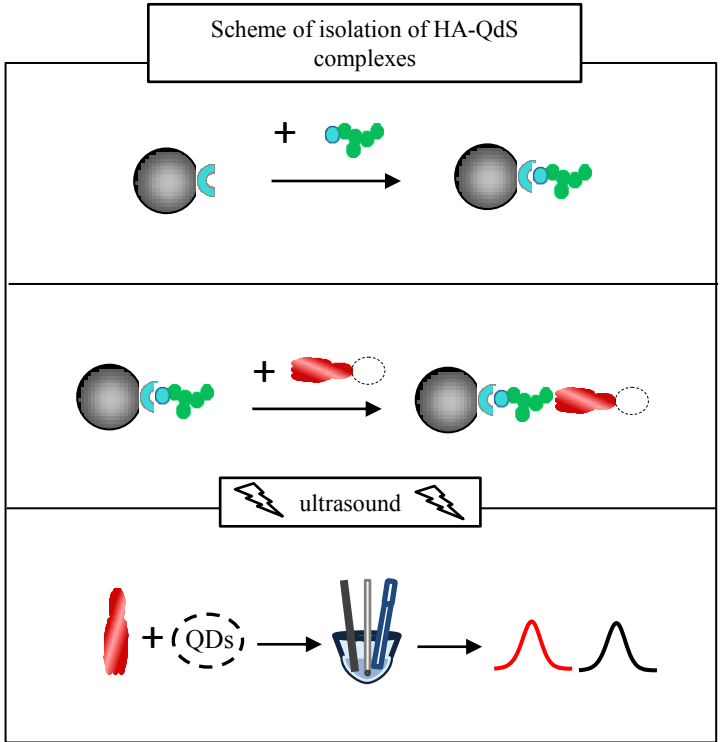 Scheme of isolation of HA-QdS
complexes
+
+
ultrasound
+ QDs